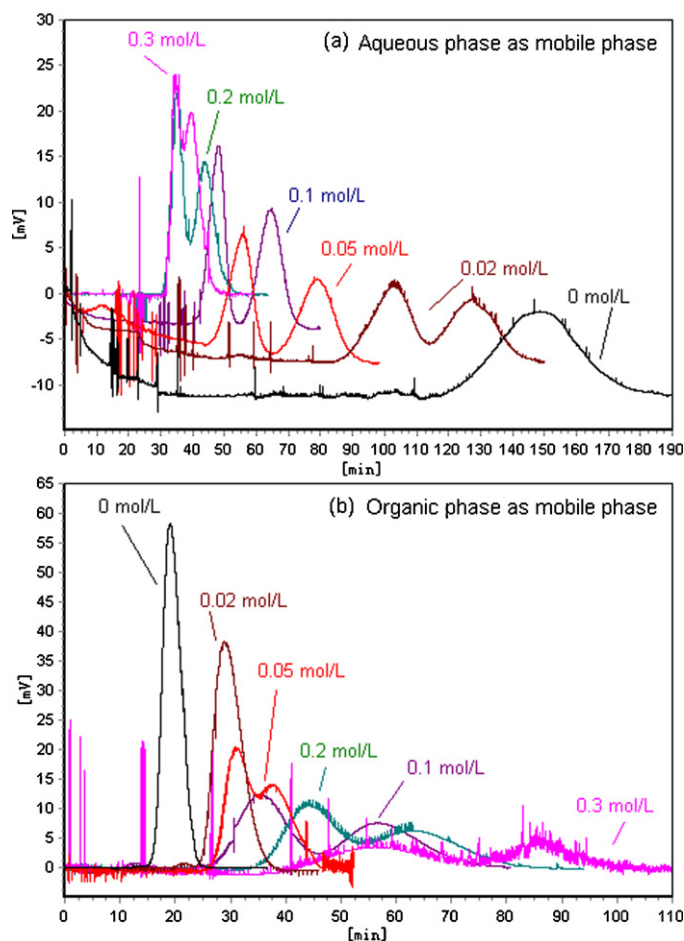 (a) Aqueous phase as mobile phase
30
25
20
15
10
5
0
-5
-10
[mV]
0.3 mol/L
0.2 mol/L
0.1 mol/L
0.05 mol/L
0.02 mol/L
0 mol/L
0 10 20 30 40 50 60 70 80 90 100 110 120 130 140 150 160 170 180 190
[min]
(b) Organic phase as mobile phase
65
60
55
50
45
40
35
30
25
20
15
10
5
0
-5
[mV]
0 mol/L
0.02 mol/L
0.05 mol/L
0.2 mol/L
0.1 mol/L
0.3 mol/L
0 10 20 30 40 50 60 70 80 90 100 110
[min]